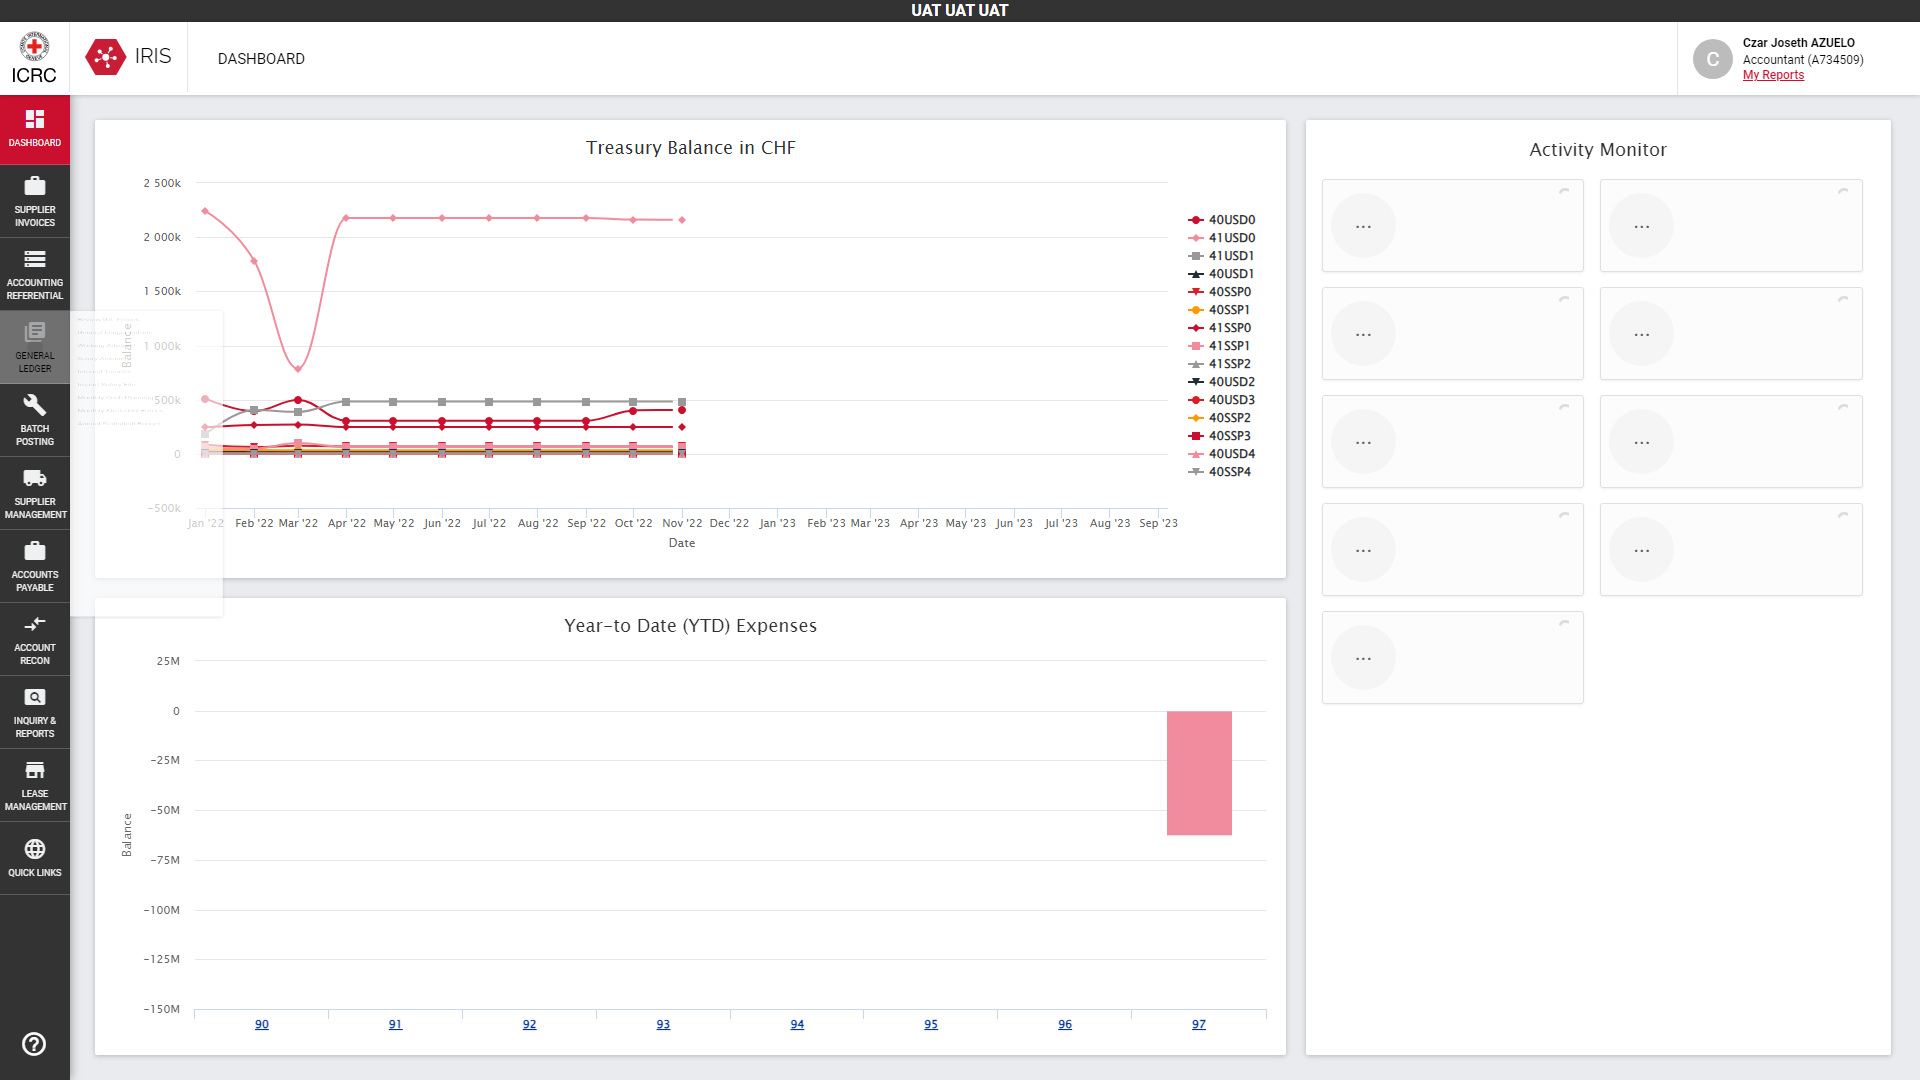 UAT UAT UAT
ICRC
IRIS
DASHBOARD
C
Czar Joseth AZUELO
Accountant (A734509)
My Reports
DASHBOARD
SUPPLIER
INVOICES
ACCOUNTING
REFERENTIAL
GENERAL
LEDGER
BATCH
POSTING
SUPPLIER
MANAGEMENT
ACCOUNTS
PAYABLE
ACCOUNT
RECON
INQUIRY &
REPORTS
LEASE
MANAGEMENT
QUICK LINKS
Treasury Balance in CHF
2 500k
2 000k
1 500k
1 000k
500k
0
−500k
Balance
Jan '22 Feb '22 Mar '22 Apr '22 May '22 Jun '22 Jul '22 Aug '22 Sep '22 Oct '22 Nov '22 Dec '22 Jan '23 Feb '23 Mar '23 Apr '23 May '23 Jun '23 Jul '23 Aug '23 Sep '23
Date
40USD0
41USD0
41USD1
40USD1
40SSP0
40SSP1
41SSP0
41SSP1
41SSP2
40USD2
40USD3
40SSP2
40SSP3
40USD4
40SSP4
Year-to Date (YTD) Expenses
25M
0
−25M
−50M
−75M
−100M
−125M
−150M
Balance
90 91 92 93 94 95 96 97
Activity Monitor
... ...
... ...
... ...
... ...
...